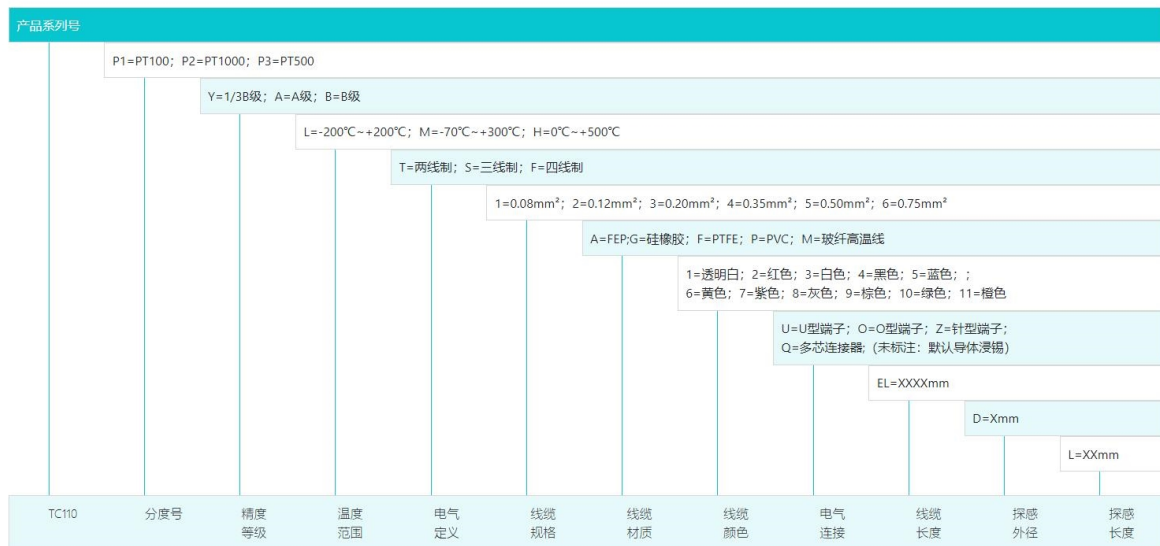 产品系列号
P1=PT100；P2=PT1000；P3=PT500
Y=1/3B级；A=A级；B=B级
L=-200℃~+200℃；M=-70℃~+300℃；H=0℃~+500℃
T=两线制；S=三线制；F=四线制
1=0.08mm²；2=0.12mm²；3=0.20mm²；4=0.35mm²；5=0.50mm²；6=0.75mm²
A=FEP;G=硅橡胶；F=PTFE；P=PVC；M=玻纤高温线
1=透明白；2=红色；3=白色；4=黑色；5=蓝色；;
6=黄色；7=紫色；8=灰色；9=棕色；10=绿色；11=橙色
U=U型端子；O=O型端子；Z=针型端子；
Q=多芯连接器;（未标注：默认导体浸锡）
EL=XXXXmm
D=Xmm
L=XXmm
TC110 分度号 精度 温度 电气 线缆 线缆 线缆 电气 线缆 探感 探感
等级 范围 定义 规格 材质 颜色 连接 长度 外径 长度